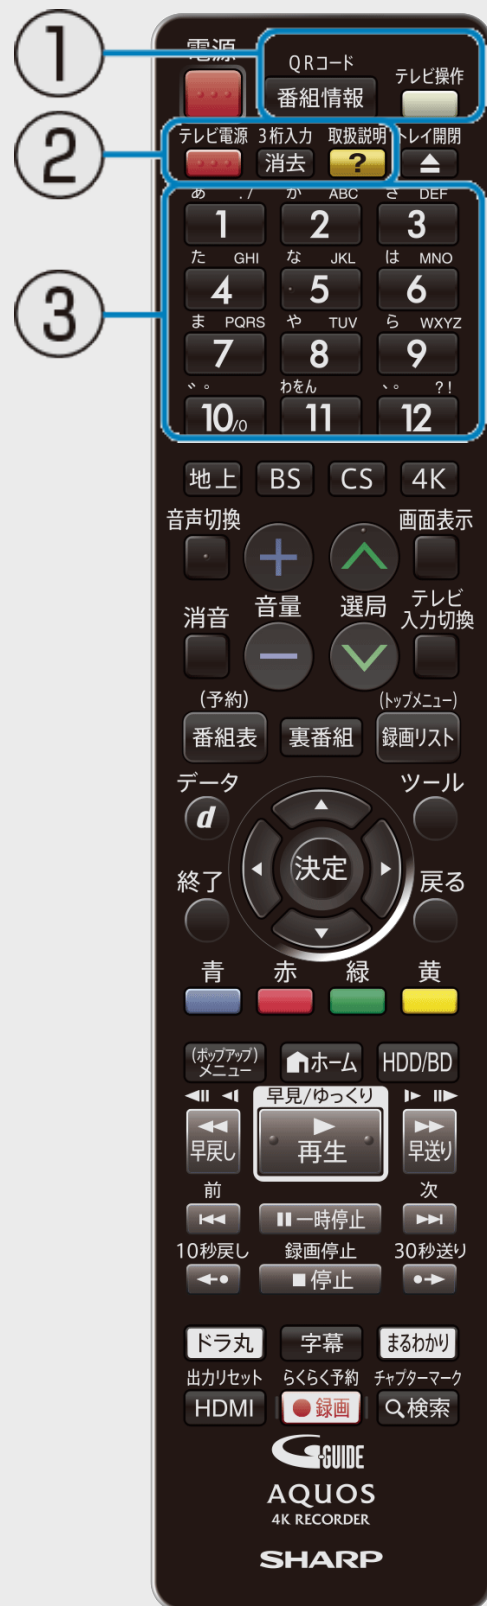 ①
電源
QRコード
番組情報
テレビ操作
②
テレビ電源 3桁入力 取扱説明 トレイ開閉
消去 ?
③
あ ./ か ABC さ DEF
1 2 3
た GHI な JKL は MNO
4 5 6
ま PQRS や TUV ら WXYZ
7 8 9
゛゜ わをん 、。 ?!
10/0 11 12
地上 BS CS 4K
音声切換 画面表示
消音 音量 選局 テレビ
入力切換
(予約) (トップメニュー)
番組表 裏番組 録画リスト
データ ツール
d
決定
終了 戻る
青 赤 緑 黄
(ポップアップ)
メニュー ホーム HDD/BD
早見/ゆっくり
早戻し 再生 早送り
前 次
一時停止
10秒戻し 録画停止 30秒送り
停止
ドラ丸 字幕 まるわかり
出力リセット らくらく予約 チャプターマーク
HDMI 録画 検索
G-GUIDE
AQUOS
4K RECORDER
SHARP